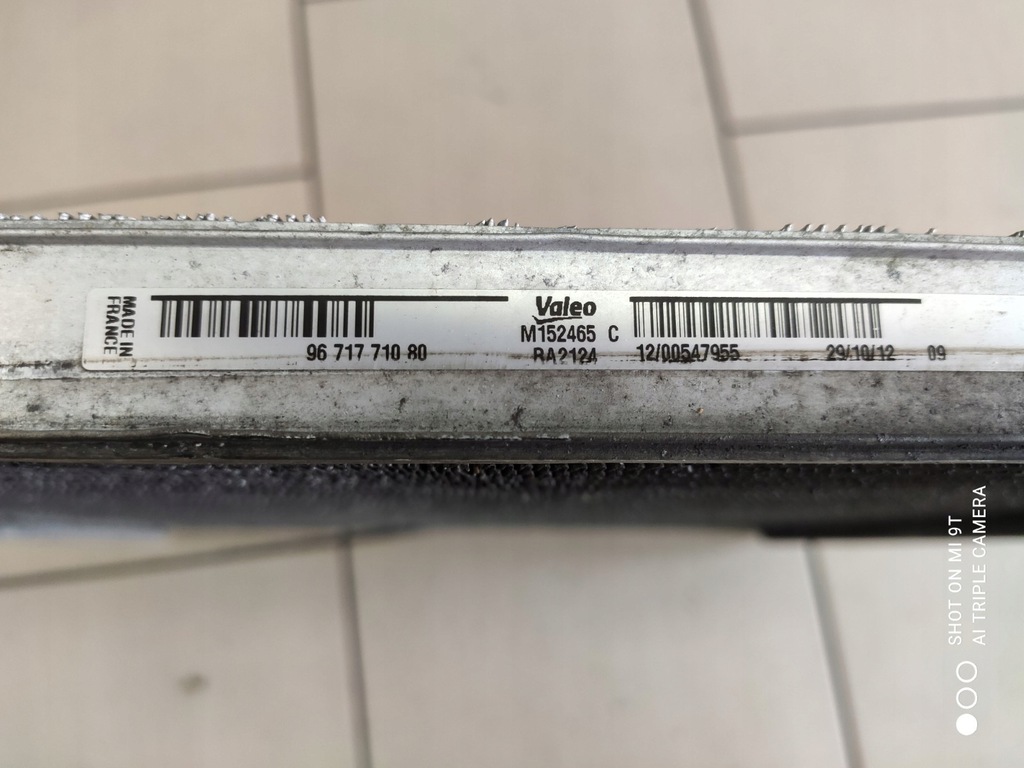 MADE IN
FRANCE
96 717 710 80
Valeo
M152465 C
RA2124
12/00547955
29/10/12
09
SHOT ON MI 9T
AI TRIPLE CAMERA